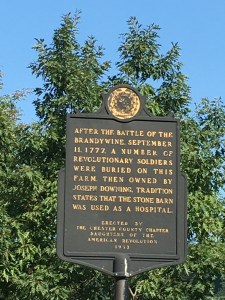 AFTER THE BATTLE OF THE
BRANDYWINE, SEPTEMBER
11, 1777, A NUMBER OF
REVOLUTIONARY SOLDIERS
WERE BURIED ON THIS
FARM, THEN OWNED BY
JOSEPH DOWNING, TRADITION
STATES THAT THE STONE BARN
WAS USED AS A HOSPITAL.
ERECTED BY
THE CHESTER COUNTY CHAPTER
DAUGHTERS OF THE
AMERICAN REVOLUTION